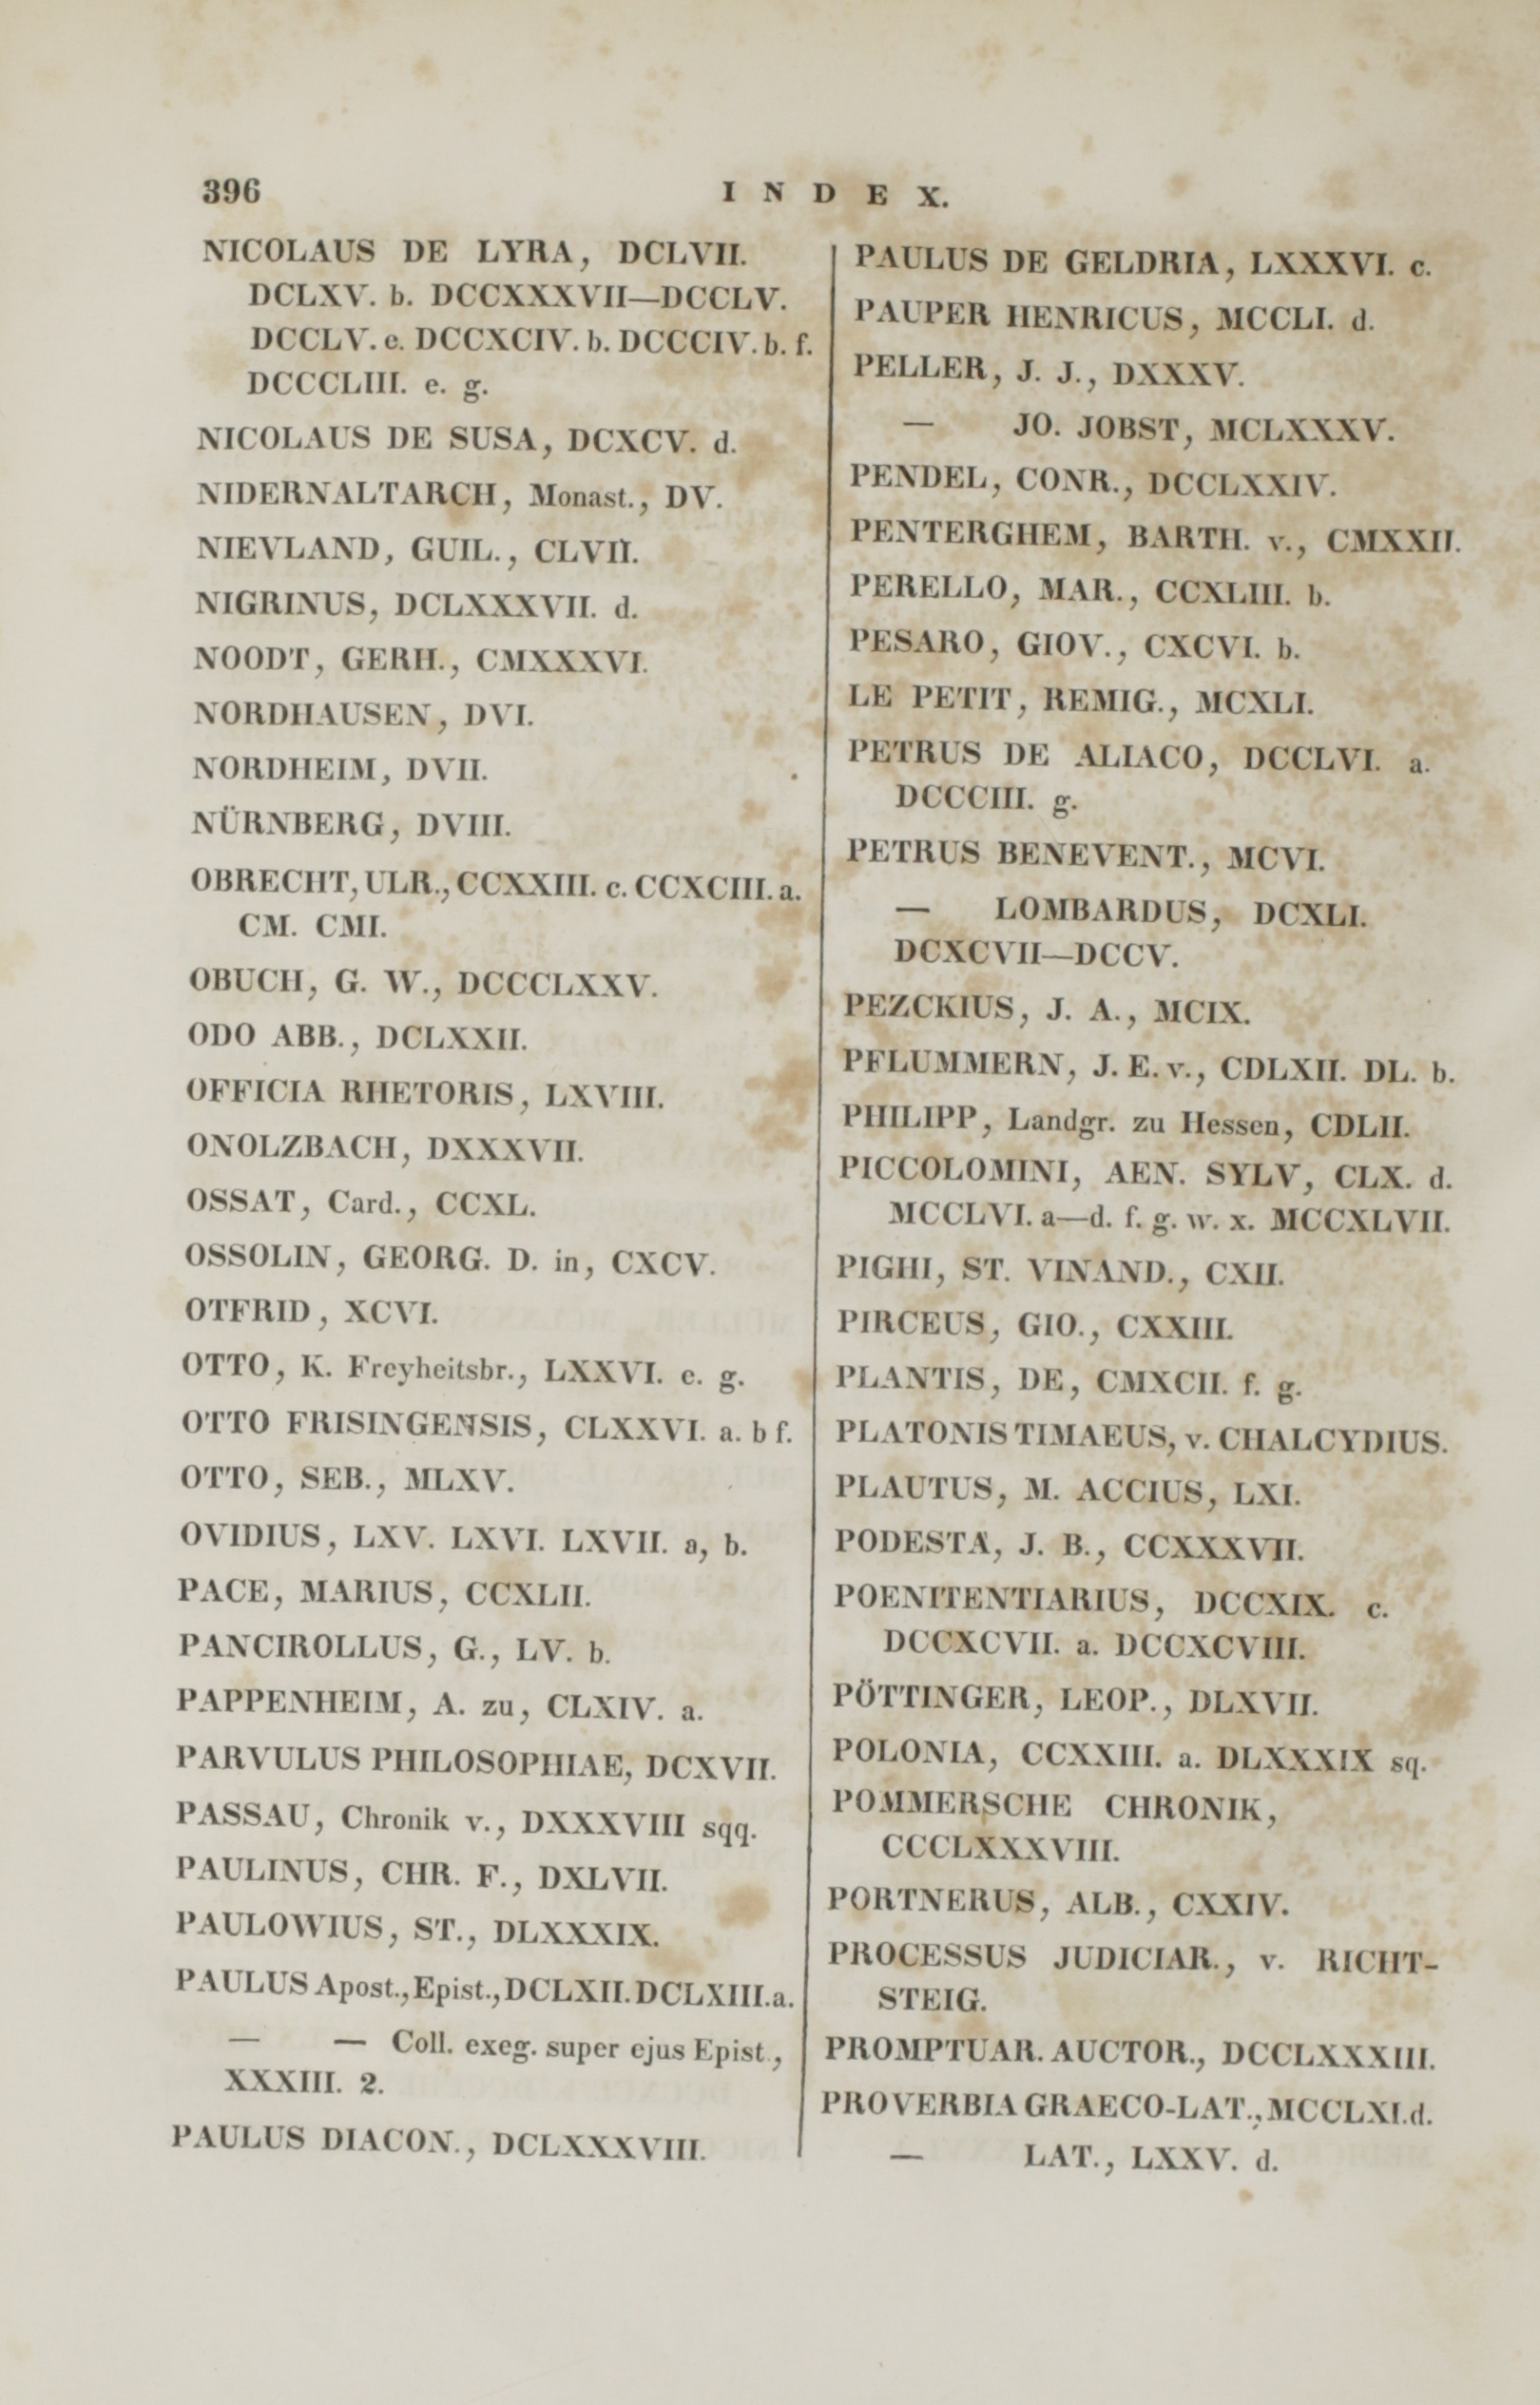 396
INDEX.
NICOLAUS DE LYRA, DCLVII.
DCLXV. b. DCCXXXVII—DCCLV.
DCCLV. e. DCCXCIV. b. DCCCIV. b. f.
DCCCLIII. e. g.
NICOLAUS DE SUSA, DCXCV. d.
NIDERNALTARCH, Monast., DV.
NIEVLAND, GUIL., CLVII.
NIGRINUS, DCLXXXVII. d.
NOODT, GERH., CMXXXVI.
NORDHAUSEN, DVI.
NORDHEIM, DVII.
NÜRNBERG, DVIII.
OBRECHT, ULR., CCXXIII. c. CCXCIII. a.
CM. CMI.
OBUCH, G. W., DCCCLXXV.
ODO ABB., DCLXXII.
OFFICIA RHETORIS, LXVIII.
ONOLZBACH, DXXXVII.
OSSAT, Card., CCXL.
OSSOLIN, GEORG. D. in, CXCV.
OTFRID, XCVI.
OTTO, K. Freyheitsbr., LXXVI. e. g.
OTTO FRISINGENSIS, CLXXVI. a. b f.
OTTO, SEB., MLXV.
OVIDIUS, LXV. LXVI. LXVII. a, b.
PACE, MARIUS, CCXLII.
PANCIROLLUS, G., LV. b.
PAPPENHEIM, A. zu, CLXIV. a.
PARVULUS PHILOSOPHIAE, DCXVII.
PASSAU, Chronik v., DXXXVIII sqq.
PAULINUS, CHR. F., DXLVII.
PAULOWIUS, ST., DLXXXIX.
PAULUS Apost., Epist., DCLXII. DCLXIII. a.
— — Coll. exeg. super ejus Epist.,
XXXIII. 2.
PAULUS DIACON., DCLXXXVIII.
PAULUS DE GELDRIA, LXXXVI. c.
PAUPER HENRICUS, MCCLI. d.
PELLER, J. J., DXXXV.
— JO. JOBST, MCLXXXV.
PENDEL, CONR., DCCLXXIV.
PENTERGHEM, BARTH. v., CMXXII.
PERELLO, MAR., CCXLIII. b.
PESARO, GIOV., CXCVI. b.
LE PETIT, REMIG., MCXLI.
PETRUS DE ALIACO, DCCLVI. a.
DCCCIII. g.
PETRUS BENEVENT., MCVI.
— LOMBARDUS, DCXLI.
DCXCVII—DCCV.
PEZCKIUS, J. A., MCIX.
PFLUMMERN, J. E. v., CDLXII. DL. b.
PHILIPP, Landgr. zu Hessen, CDLII.
PICCOLOMINI, AEN. SYLV, CLX. d.
MCCLVI. a—d. f. g. w. x. MCCXLVII.
PIGHI, ST. VINAND., CXII.
PIRCEUS, GIO., CXXIII.
PLANTIS, DE, CMXCII. f. g.
PLATONIS TIMAEUS, v. CHALCYDIUS.
PLAUTUS, M. ACCIUS, LXI.
PODESTA, J. B., CCXXXVII.
POENITENTIARIUS, DCCXIX. c.
DCCXCVII. a. DCCXCVIII.
PÖTTINGER, LEOP., DLXVII.
POLONIA, CCXXIII. a. DLXXXIX sq.
POMMERSCHE CHRONIK,
CCCLXXXVIII.
PORTNERUS, ALB., CXXIV.
PROCESSUS JUDICIAR., v. RICHT-
STEIG.
PROMPTUAR. AUCTOR., DCCLXXXIII.
PROVERBIA GRAECO-LAT., MCCLXI. d.
— LAT., LXXV. d.